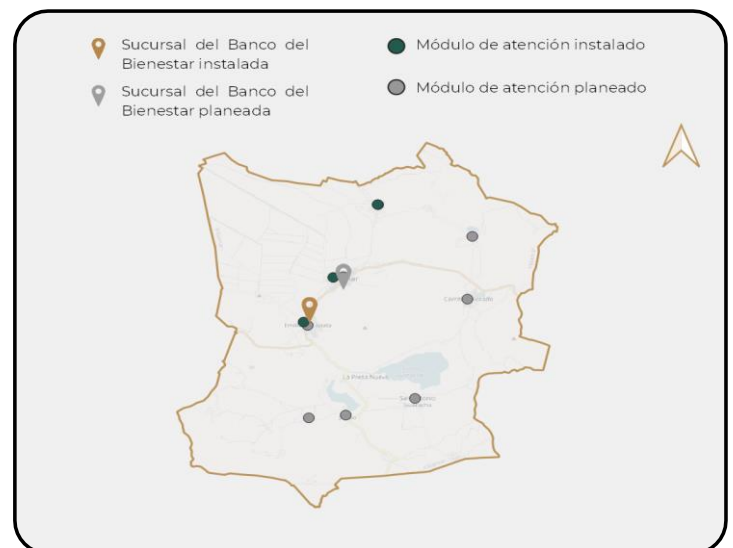 Sucursal del Banco del
Bienestar instalada
Módulo de atención instalado
Sucursal del Banco del
Bienestar planeada
Módulo de atención planeado
La Presa Nueva